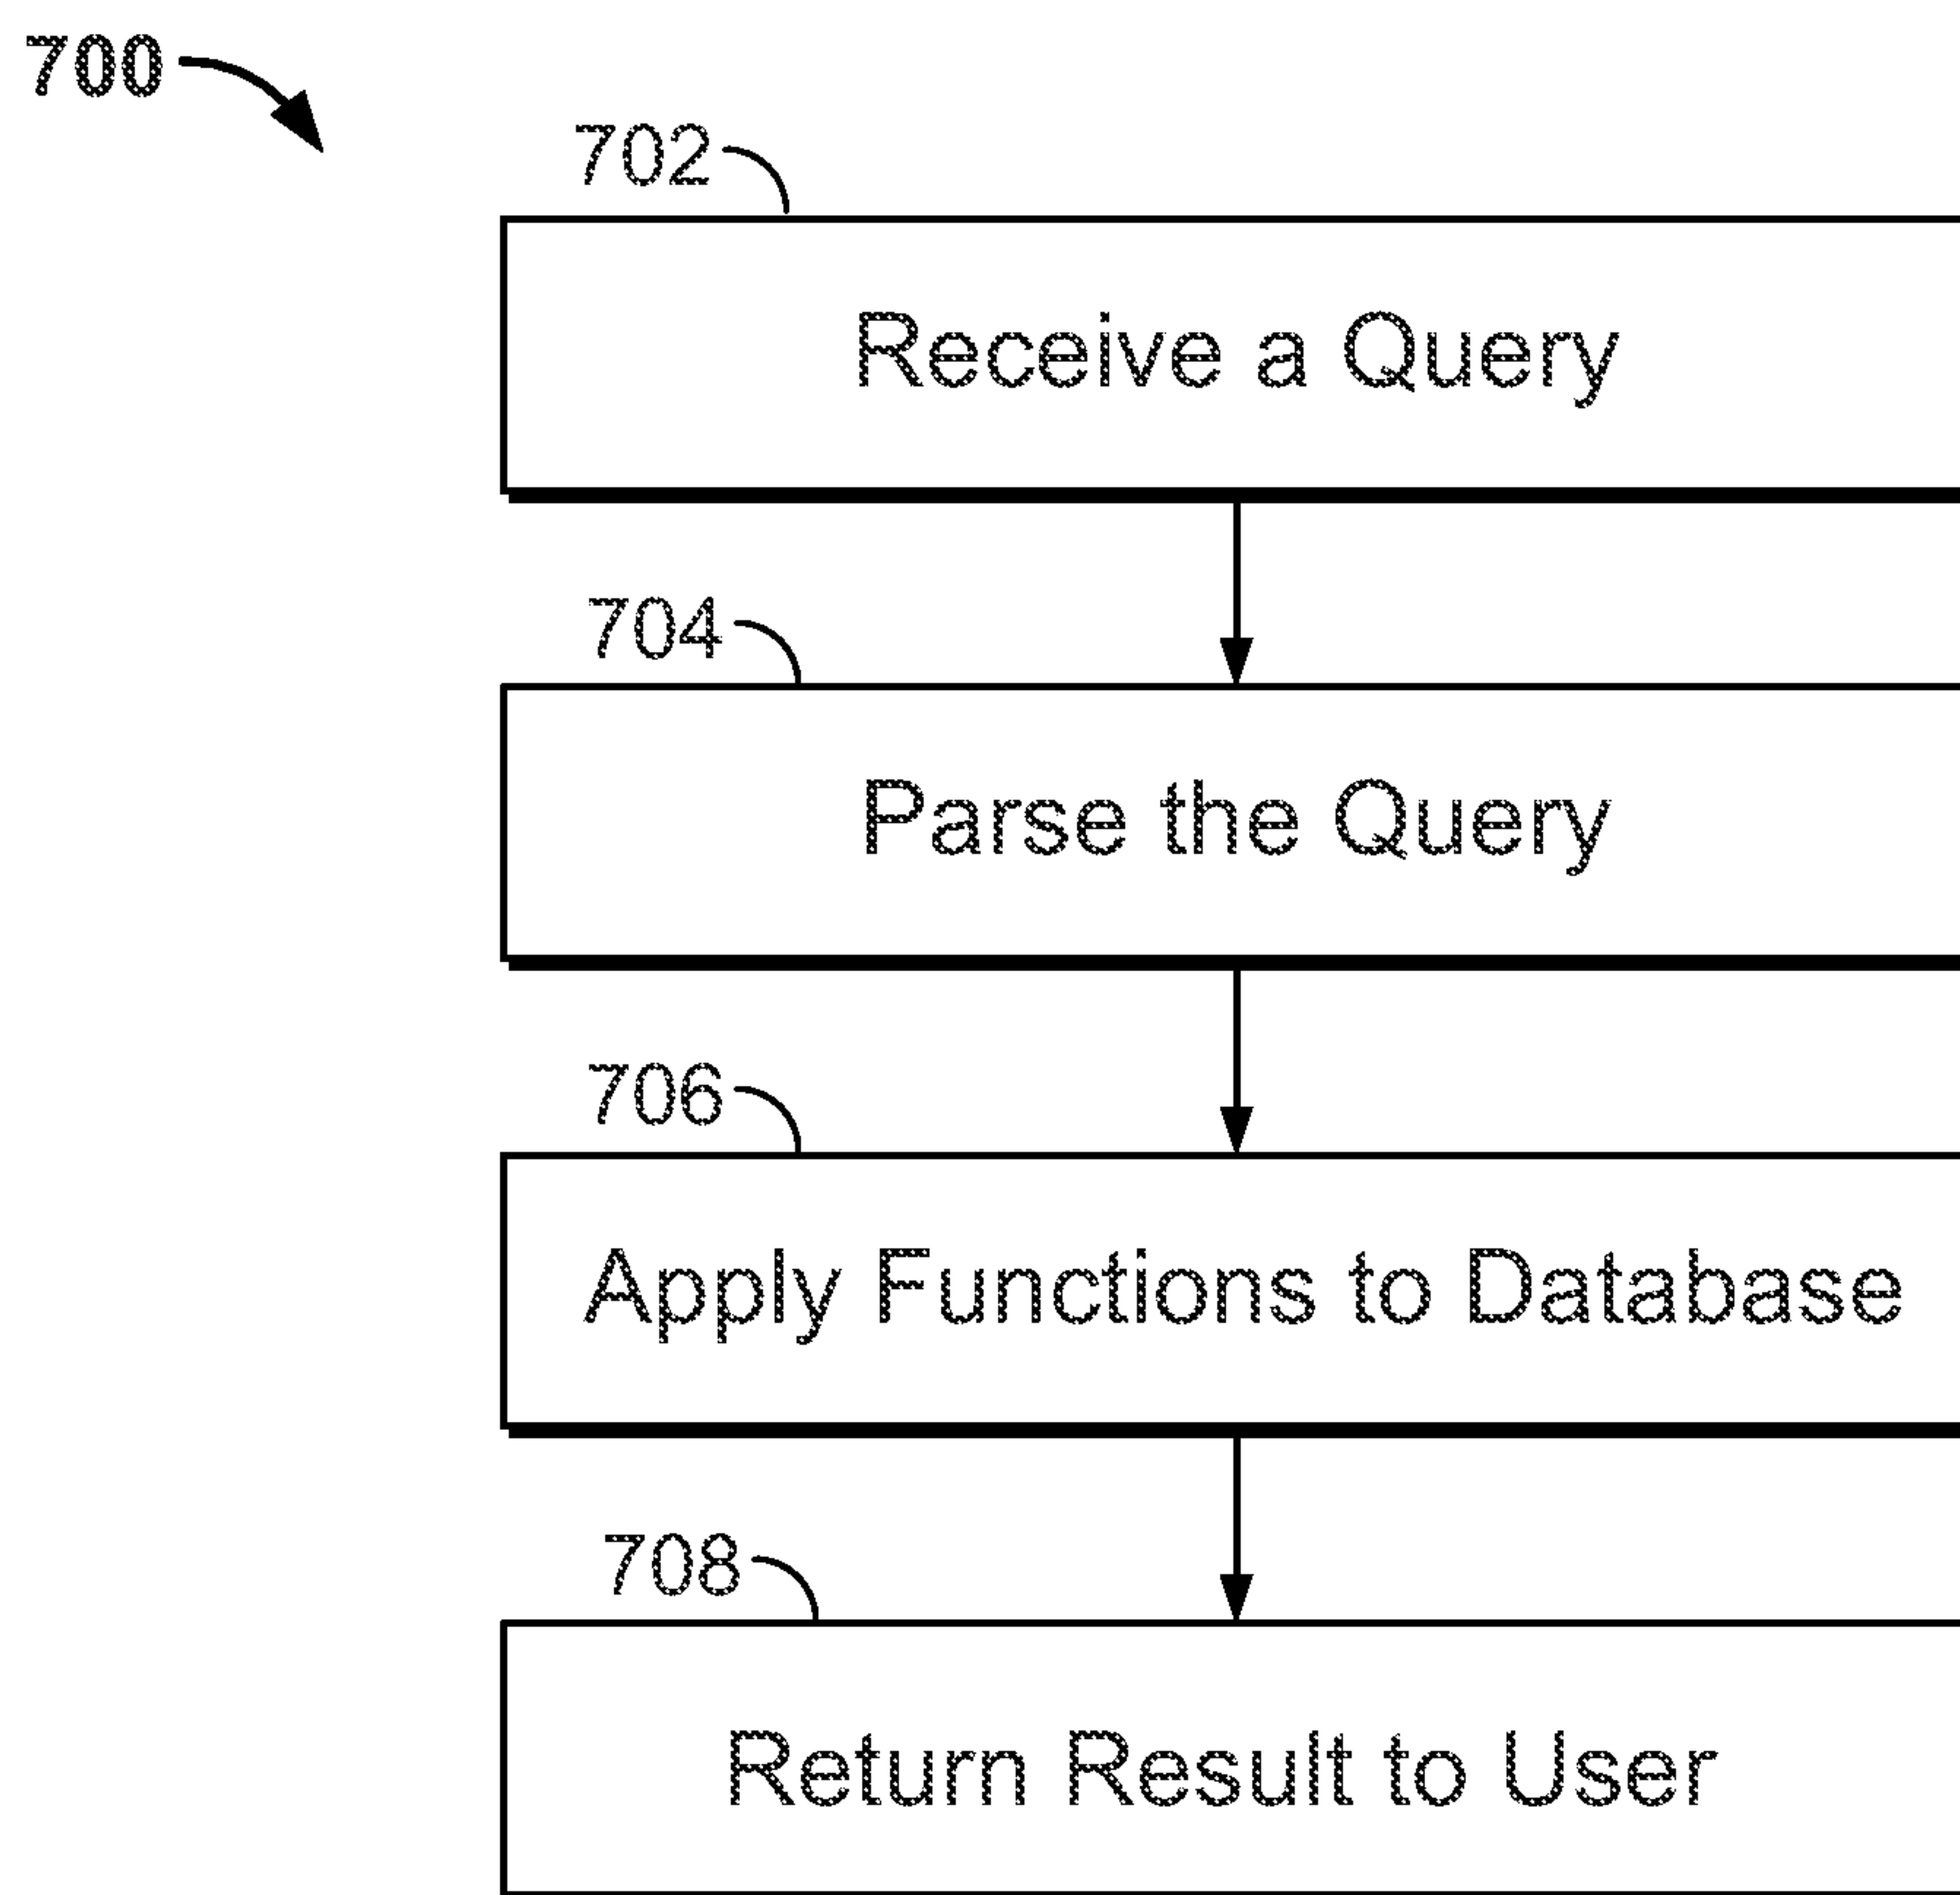 700
702
Receive a Query
704
Parse the Query
706
Apply Functions to Database
708
Return Result to User